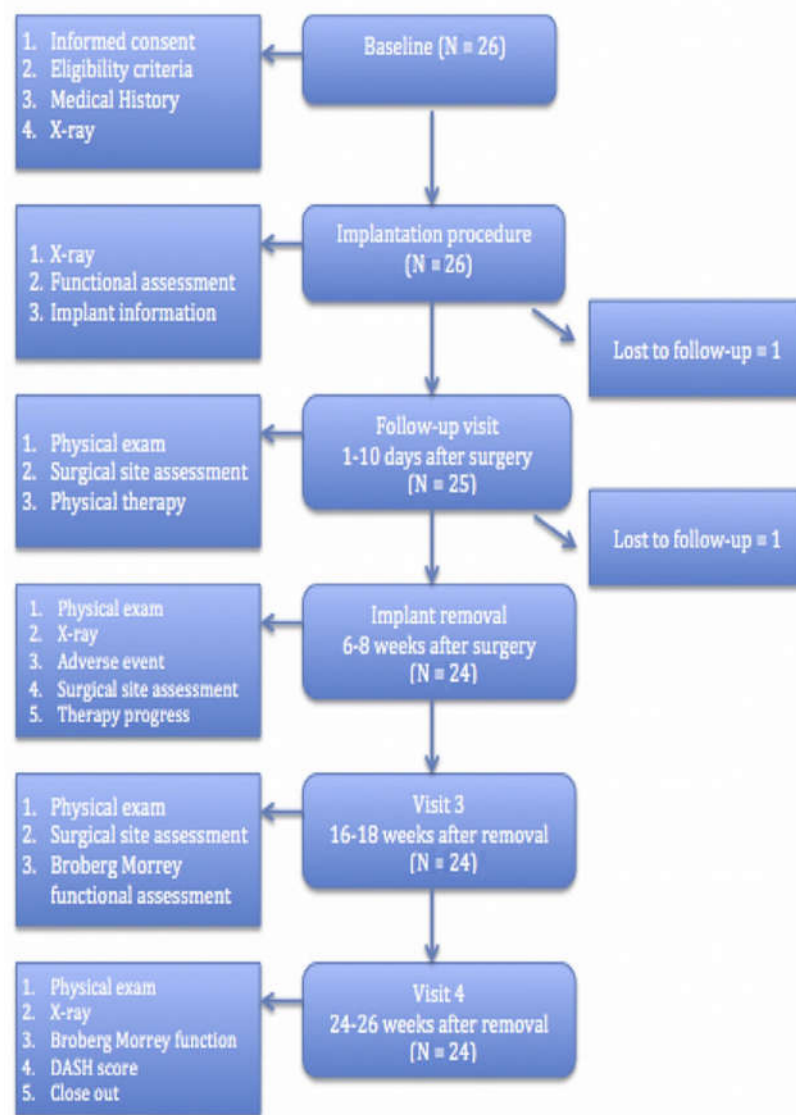 1. Informed consent
2. Eligibility criteria
3. Medical History
4. X-ray
Baseline (N = 26)
1. X-ray
2. Functional assessment
3. Implant information
Implantation procedure
(N = 26)
Lost to follow-up = 1
1. Physical exam
2. Surgical site assessment
3. Physical therapy
Follow-up visit
1-10 days after surgery
(N = 25)
Lost to follow-up = 1
1. Physical exam
2. X-ray
3. Adverse event
4. Surgical site assessment
5. Therapy progress
Implant removal
6-8 weeks after surgery
(N = 24)
1. Physical exam
2. Surgical site assessment
3. Broberg Morrey
functional assessment
Visit 3
16-18 weeks after removal
(N = 24)
1. Physical exam
2. X-ray
3. Broberg Morrey function
4. DASH score
5. Close out
Visit 4
24-26 weeks after removal
(N = 24)